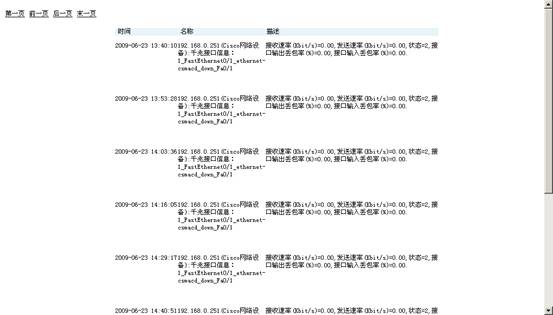 第一页 前一页 后一页 末一页
时间 名称 描述
2009-06-23 13:40:10 192.168.0.251(Cisco网络设 接收速率(Kbit/s)=0.00,发送速率(Kbit/s)=0.00,状态=2,接
备):千兆接口信息: 口输出丢包率(%)=0.00,接口输入丢包率(%)=0.00.
1_FastEthernet0/1_ethernet-
csmacd_down_Fa0/1
2009-06-23 13:53:28 192.168.0.251(Cisco网络设 接收速率(Kbit/s)=0.00,发送速率(Kbit/s)=0.00,状态=2,接
备):千兆接口信息: 口输出丢包率(%)=0.00,接口输入丢包率(%)=0.00.
1_FastEthernet0/1_ethernet-
csmacd_down_Fa0/1
2009-06-23 14:03:36 192.168.0.251(Cisco网络设 接收速率(Kbit/s)=0.00,发送速率(Kbit/s)=0.00,状态=2,接
备):千兆接口信息: 口输出丢包率(%)=0.00,接口输入丢包率(%)=0.00.
1_FastEthernet0/1_ethernet-
csmacd_down_Fa0/1
2009-06-23 14:16:05 192.168.0.251(Cisco网络设 接收速率(Kbit/s)=0.00,发送速率(Kbit/s)=0.00,状态=2,接
备):千兆接口信息: 口输出丢包率(%)=0.00,接口输入丢包率(%)=0.00.
1_FastEthernet0/1_ethernet-
csmacd_down_Fa0/1
2009-06-23 14:29:17 192.168.0.251(Cisco网络设 接收速率(Kbit/s)=0.00,发送速率(Kbit/s)=0.00,状态=2,接
备):千兆接口信息: 口输出丢包率(%)=0.00,接口输入丢包率(%)=0.00.
1_FastEthernet0/1_ethernet-
csmacd_down_Fa0/1
2009-06-23 14:40:51 192.168.0.251(Cisco网络设 接收速率(Kbit/s)=0.00,发送速率(Kbit/s)=0.00,状态=2,接